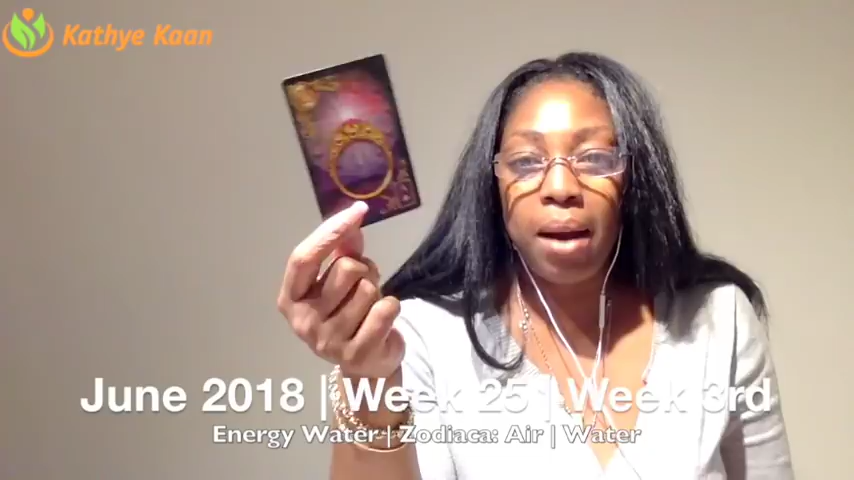 Kathye Kaan
June 2018 | Week 25 | Week 3rd
Energy Water | Zodiaca: Air | Water